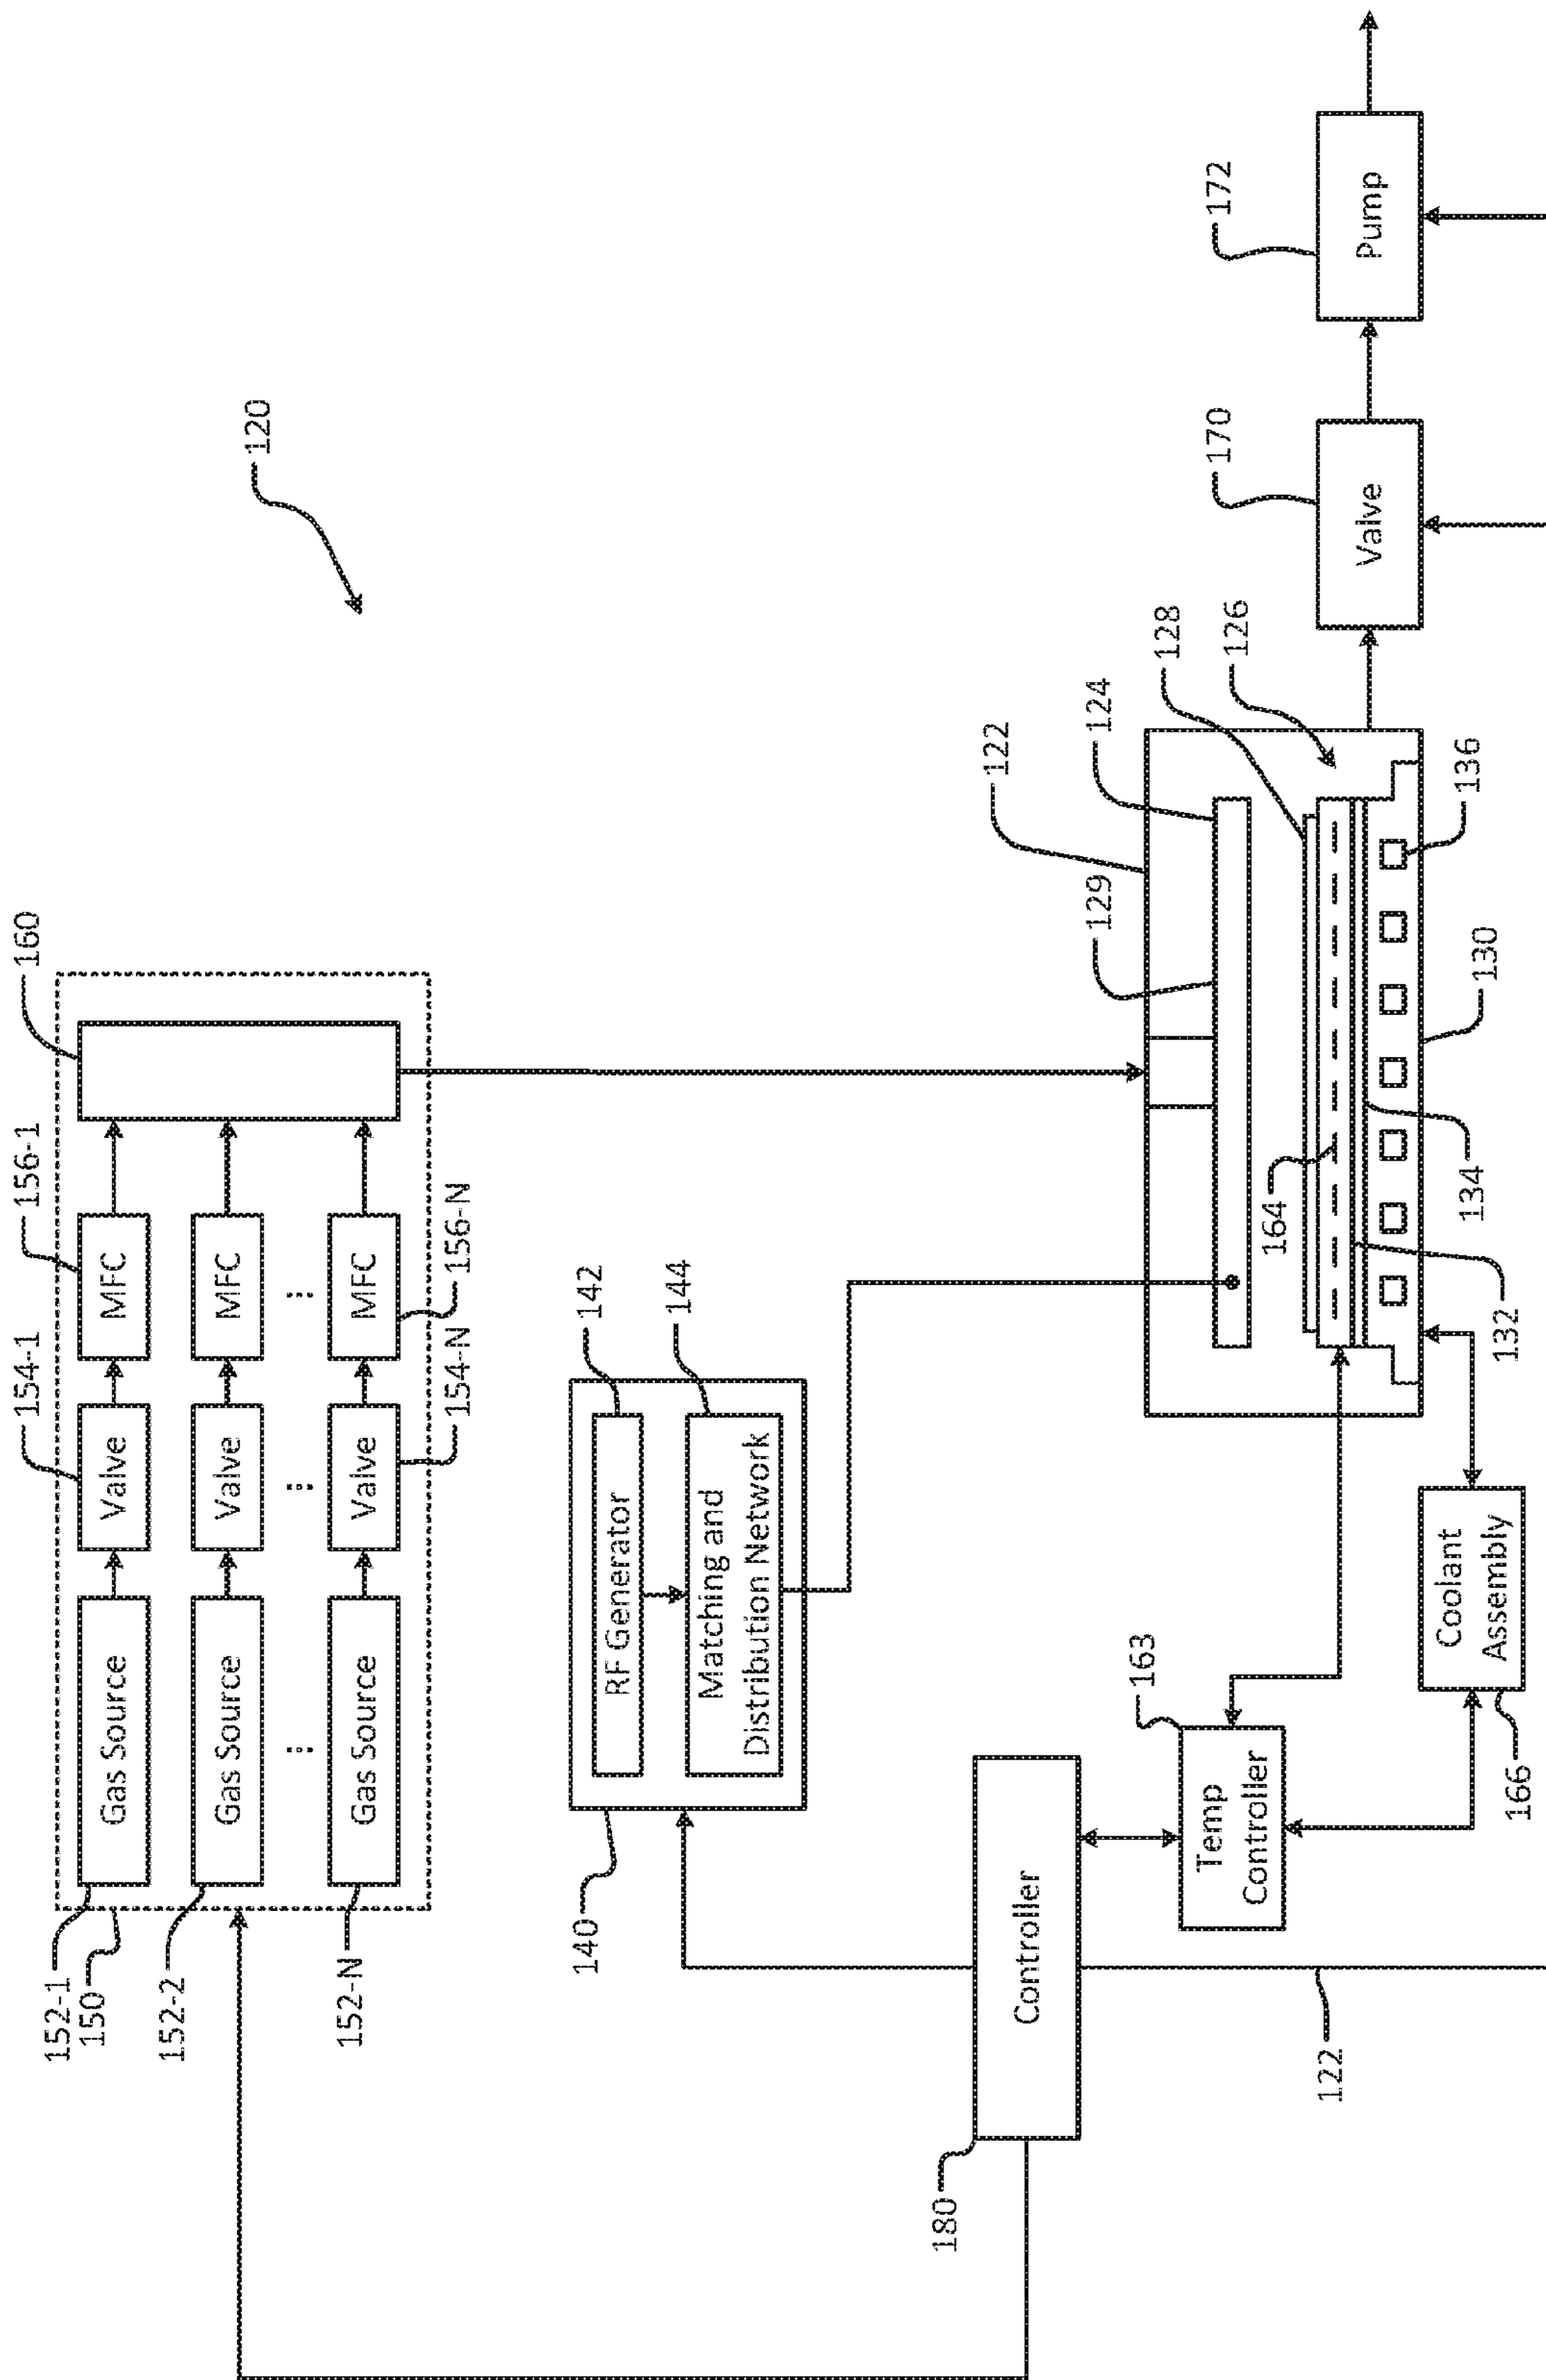 120
160
156-1
154-1
MFC
Valve
Gas Source
152-1
150
MFC
Valve
Gas Source
152-2
MFC
Valve
Gas Source
152-N
156-N
154-N
142
RF Generator
144
Matching and
Distribution Network
140
172
Pump
170
Valve
126
128
124
122
129
164
136
130
134
132
163
Temp
Controller
Coolant
Assembly
166
Controller
180
122